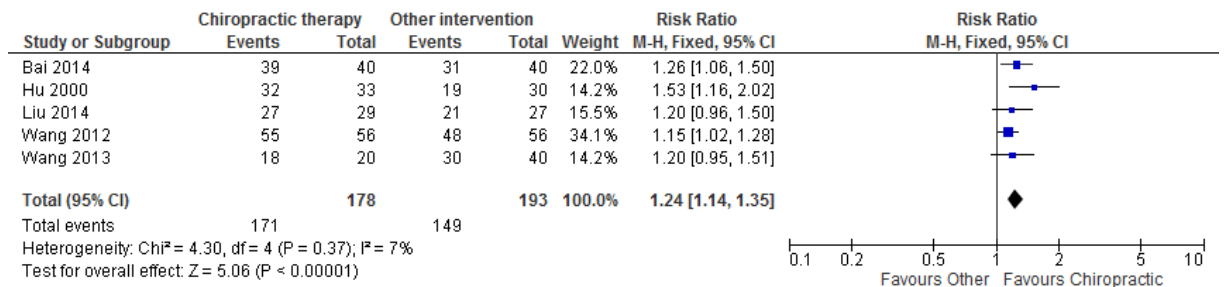 Chiropractic therapy Other intervention Risk Ratio Risk Ratio
Study or Subgroup Events Total Events Total Weight M-H, Fixed, 95% CI M-H, Fixed, 95% CI
Bai 2014 39 40 31 40 22.0% 1.26 [1.06, 1.50]
Hu 2000 32 33 19 30 14.2% 1.53 [1.16, 2.02]
Liu 2014 27 29 21 27 15.5% 1.20 [0.96, 1.50]
Wang 2012 55 56 48 56 34.1% 1.15 [1.02, 1.28]
Wang 2013 18 20 30 40 14.2% 1.20 [0.95, 1.51]
Total (95% CI) 178 193 100.0% 1.24 [1.14, 1.35]
Total events 171 149
Heterogeneity: Chi² = 4.30, df = 4 (P = 0.37); I² = 7%
Test for overall effect: Z = 5.06 (P < 0.00001)
0.1 0.2 0.5 1 2 5 10
Favours Other Favours Chiropractic